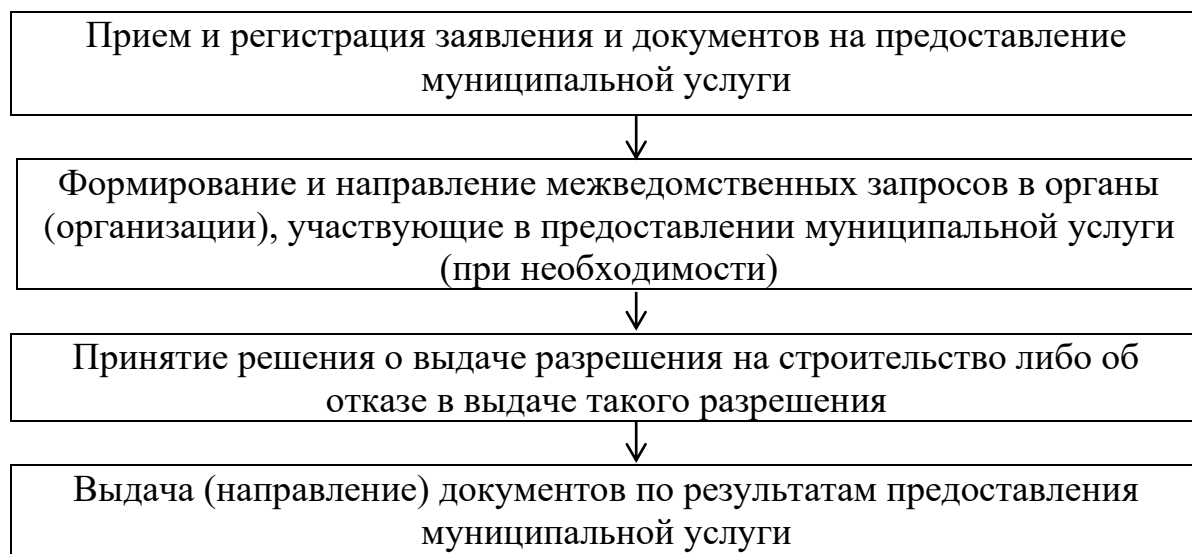 Прием и регистрация заявления и документов на предоставление
муниципальной услуги
Формирование и направление межведомственных запросов в органы
(организации), участвующие в предоставлении муниципальной услуги
(при необходимости)
Принятие решения о выдаче разрешения на строительство либо об
отказе в выдаче такого разрешения
Выдача (направление) документов по результатам предоставления
муниципальной услуги